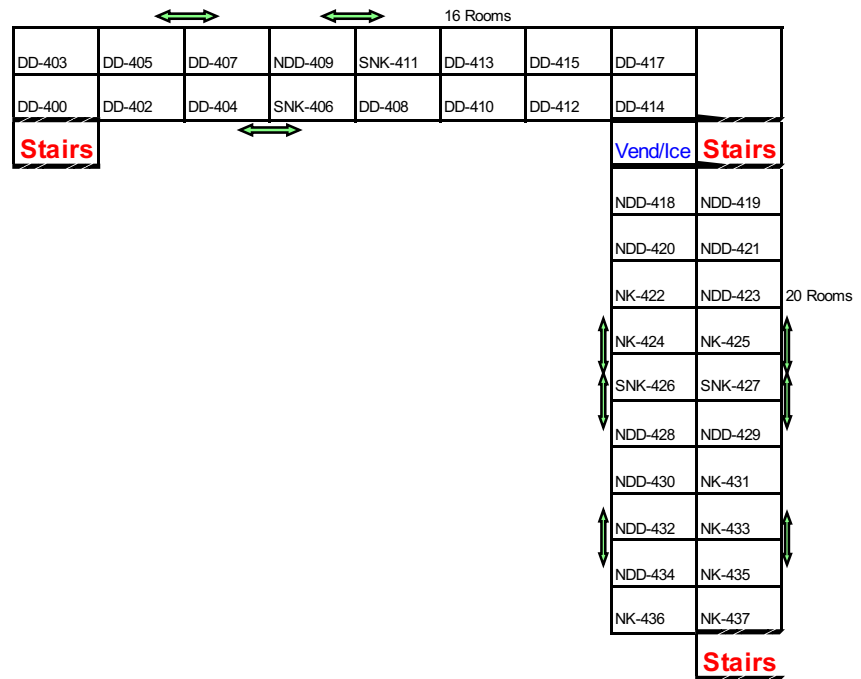 16 Rooms
DD-403 DD-405 DD-407 NDD-409 SNK-411 DD-413 DD-415 DD-417
DD-400 DD-402 DD-404 SNK-406 DD-408 DD-410 DD-412 DD-414
Stairs Vend/Ice Stairs
NDD-418 NDD-419
NDD-420 NDD-421
NK-422 NDD-423 20 Rooms
NK-424 NK-425
SNK-426 SNK-427
NDD-428 NDD-429
NDD-430 NK-431
NDD-432 NK-433
NDD-434 NK-435
NK-436 NK-437
Stairs